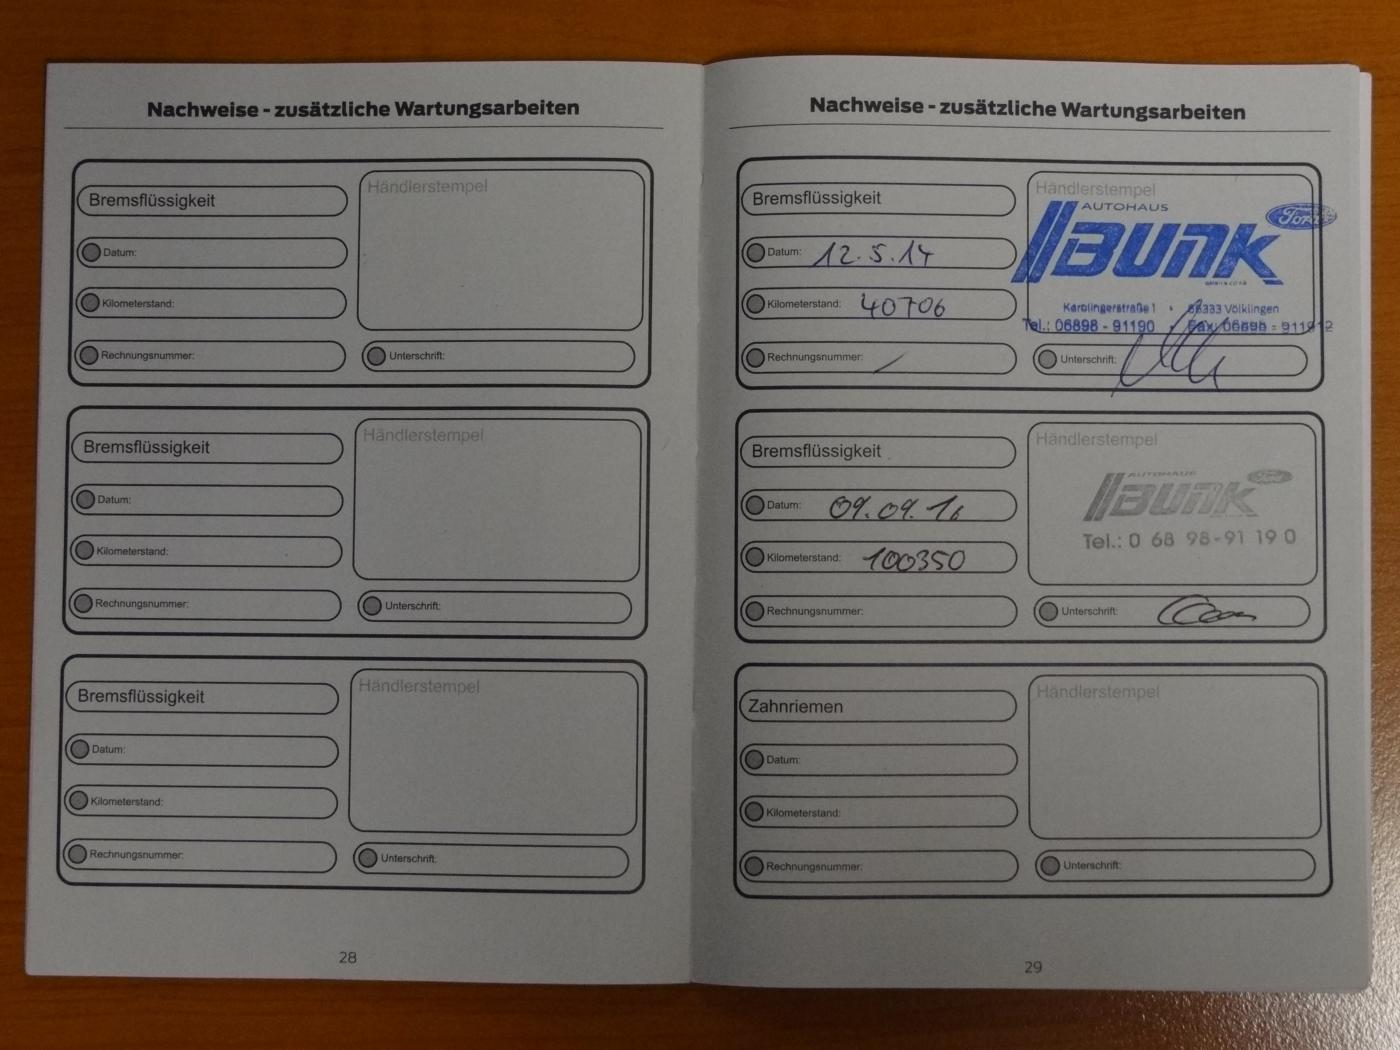 Nachweise - zusätzliche Wartungsarbeiten
Bremsflüssigkeit
Händlerstempel
Datum:
Kilometerstand:
Rechnungsnummer:
Unterschrift:
Bremsflüssigkeit
Händlerstempel
Datum:
Kilometerstand:
Rechnungsnummer:
Unterschrift:
Bremsflüssigkeit
Händlerstempel
Datum:
Kilometerstand:
Rechnungsnummer:
Unterschrift:
28
Nachweise - zusätzliche Wartungsarbeiten
Bremsflüssigkeit
Händlerstempel
AUTOHAUS
BUNK
Ford
Karolingerstraße 1 • 66333 Völklingen
Tel.: 06898 - 91190 • Fax: 06898 - 911912
Datum: 12.5.14
Kilometerstand: 40706
Rechnungsnummer: /
Unterschrift:
Bremsflüssigkeit
Händlerstempel
AUTOHAUS
BUNK
Tel.: 0 68 98-91 19 0
Datum: 09.09.16
Kilometerstand: 100350
Rechnungsnummer:
Unterschrift:
Zahnriemen
Händlerstempel
Datum:
Kilometerstand:
Rechnungsnummer:
Unterschrift:
29